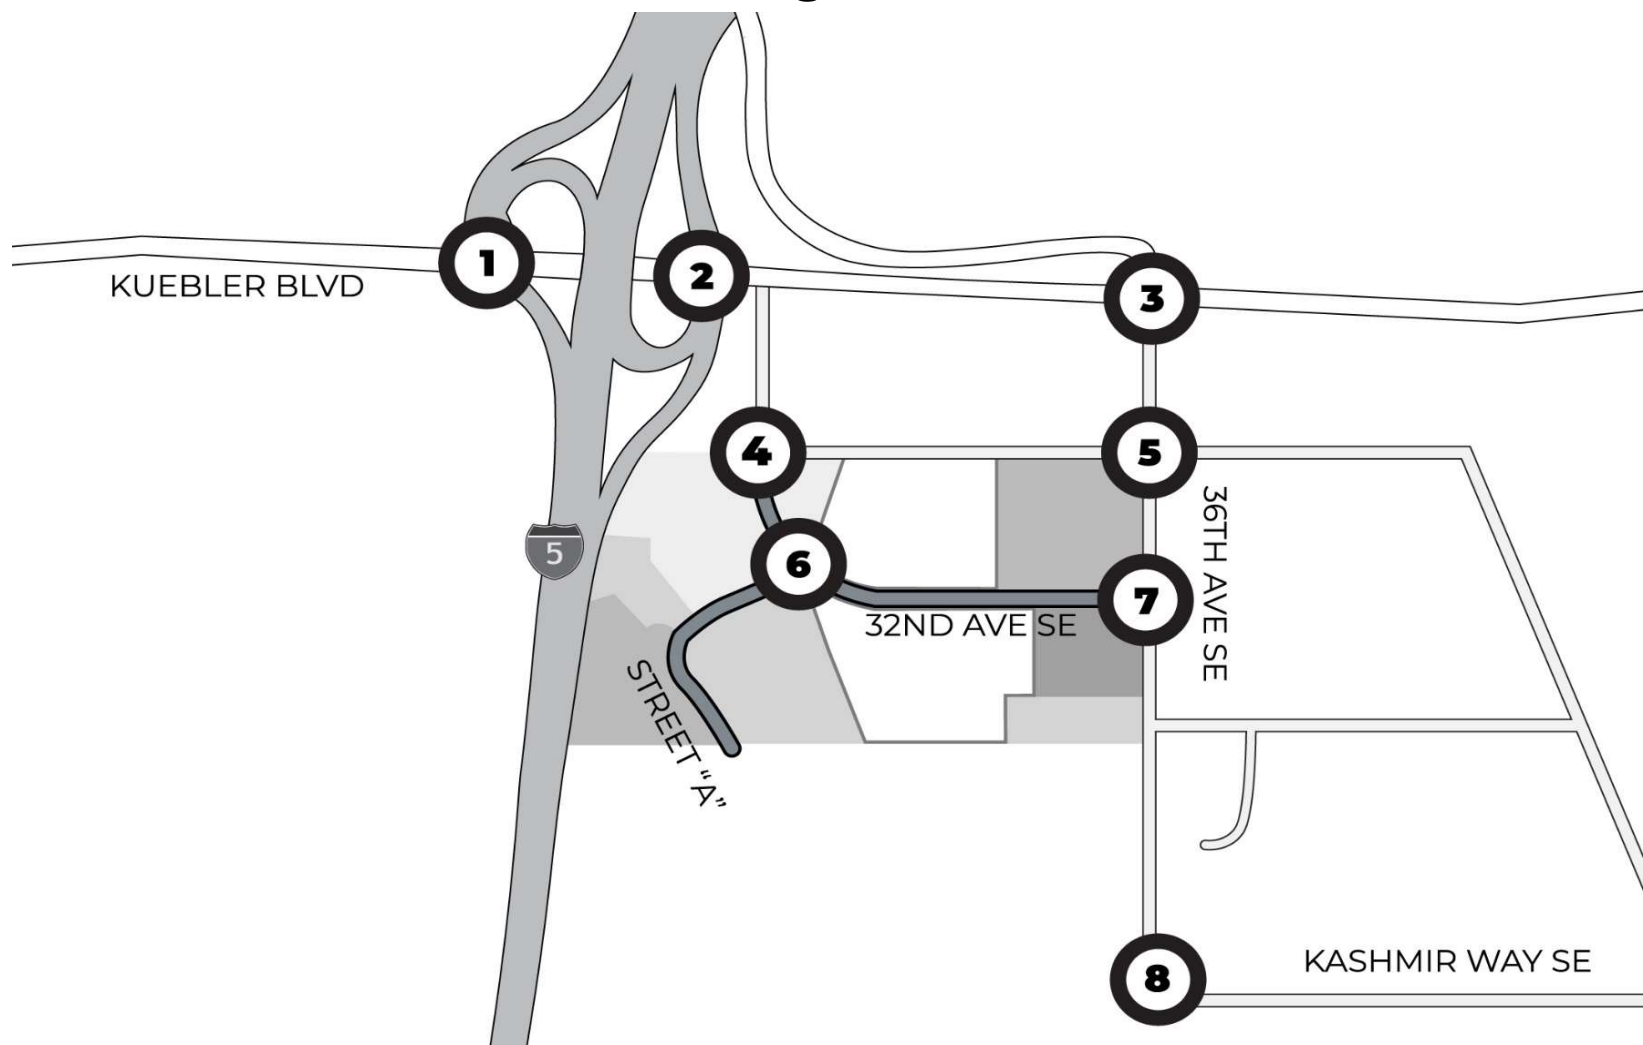 1
2
3
KUEBLER BLVD
4
5
36TH AVE SE
5
6
7
32ND AVE SE
STREET “A”
8
KASHMIR WAY SE